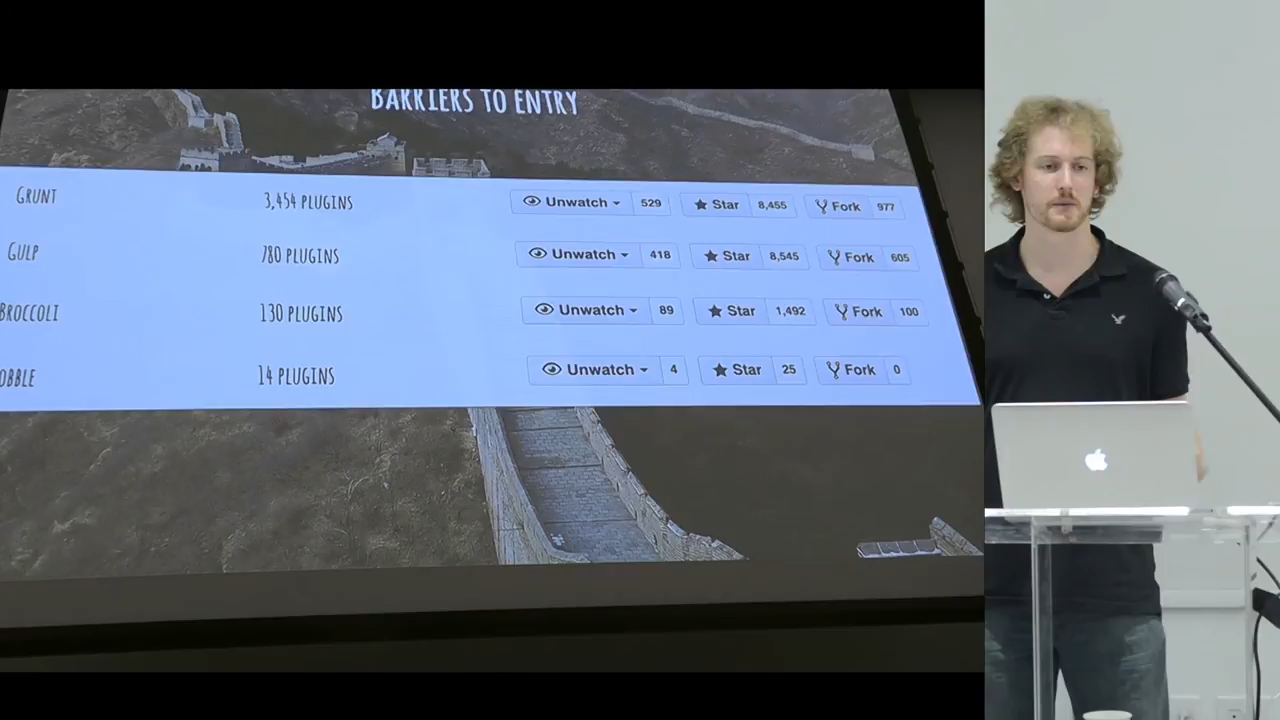 BARRIERS TO ENTRY
GRUNT 3,454 PLUGINS Unwatch 529 Star 8,455 Fork 977
GULP 780 PLUGINS Unwatch 418 Star 8,545 Fork 605
BROCCOLI 130 PLUGINS Unwatch 89 Star 1,492 Fork 100
OBBLE 14 PLUGINS Unwatch 4 Star 25 Fork 0